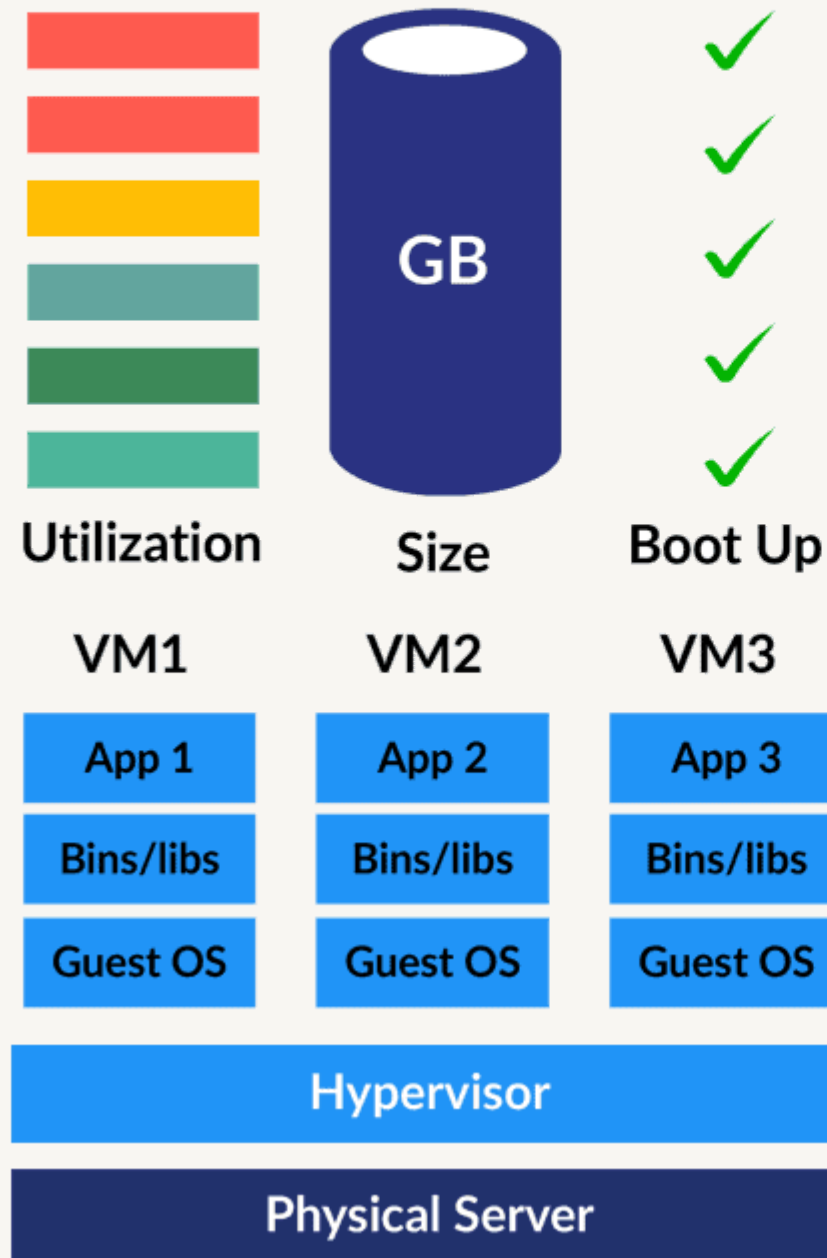 GB
Utilization
Size
Boot Up
VM1
VM2
VM3
App 1
App 2
App 3
Bins/libs
Bins/libs
Bins/libs
Guest OS
Guest OS
Guest OS
Hypervisor
Physical Server